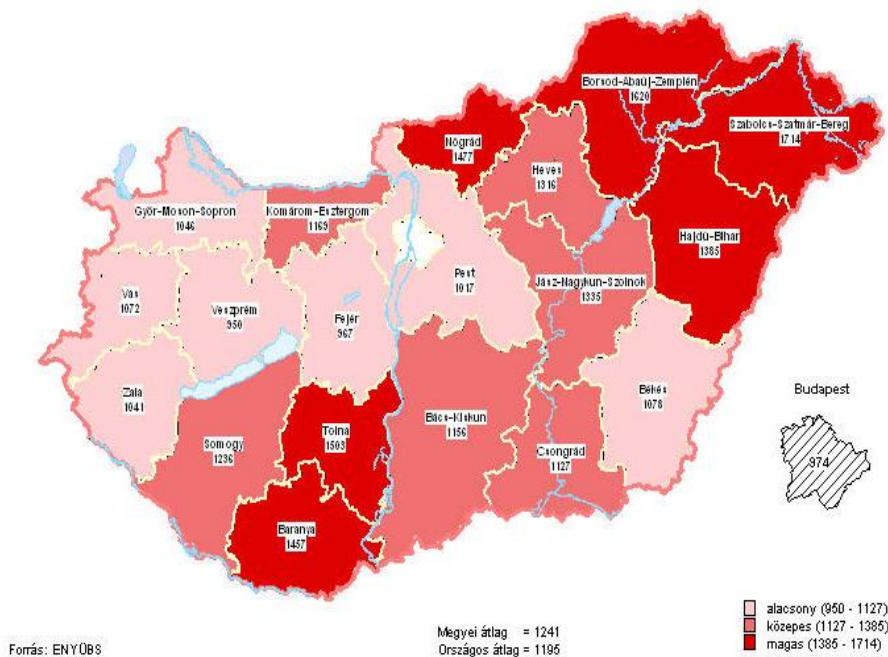 Borsod-Abaúj-Zemplén
1620
Szabolcs-Szatmár-Bereg
1714
Nógrád
1477
Heves
1316
Győr-Moson-Sopron
1046
Komárom-Esztergom
1169
Hajdú-Bihar
1385
Pest
1017
Jász-Nagykun-Szolnok
1335
Vas
1072
Veszprém
950
Fejér
967
Zala
1041
Békés
1078
Budapest
974
Bács-Kiskun
1156
Tolna
1503
Somogy
1236
Csongrád
1127
Baranya
1457
alacsony (950 - 1127)
közepes (1127 - 1385)
magas (1385 - 1714)
Megyei átlag = 1241
Országos átlag = 1195
Forrás: ENYÜBS